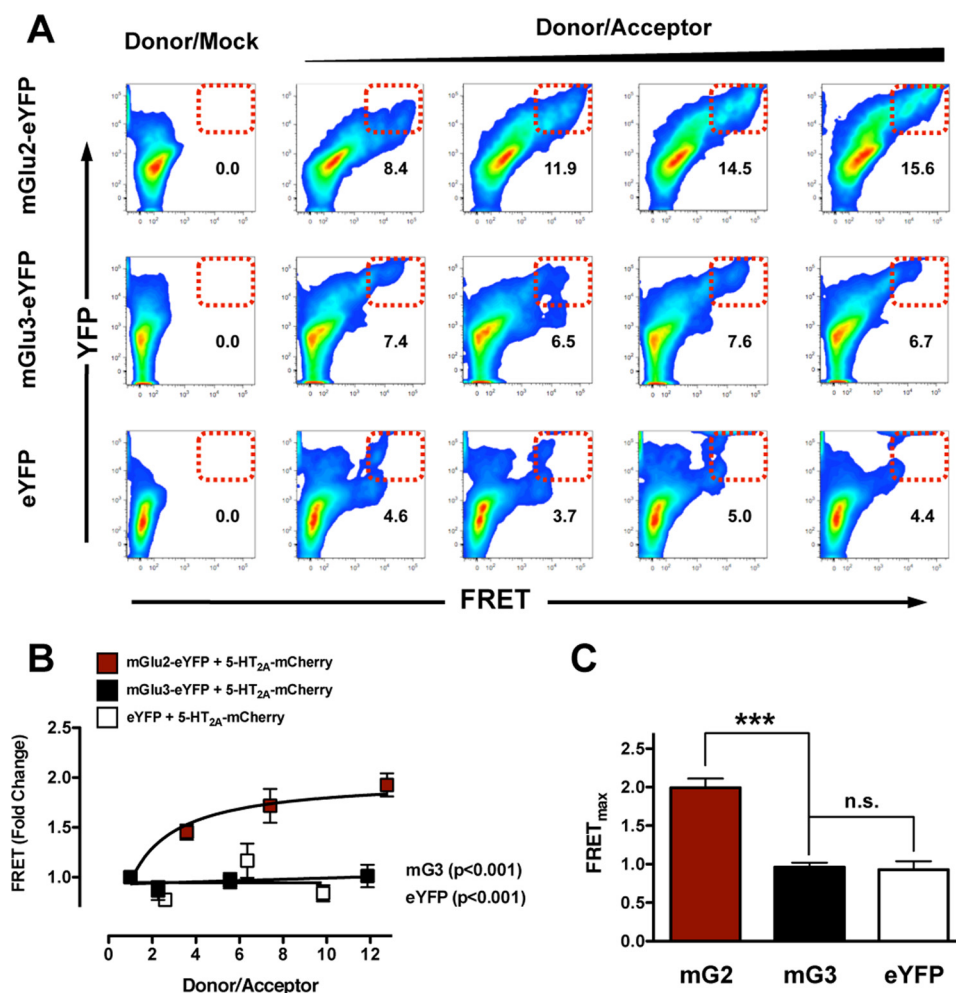 A
Donor/Mock
Donor/Acceptor
mGlu2-eYFP
0.0
8.4
11.9
14.5
15.6
mGlu3-eYFP
0.0
7.4
6.5
7.6
6.7
eYFP
0.0
4.6
3.7
5.0
4.4
YFP
FRET
B
mGlu2-eYFP + 5-HT2A-mCherry
mGlu3-eYFP + 5-HT2A-mCherry
eYFP + 5-HT2A-mCherry
FRET (Fold Change)
2.5
2.0
1.5
1.0
mG3 (p<0.001)
eYFP (p<0.001)
0 2 4 6 8 10 12
Donor/Acceptor
C
FRETmax
2.5
2.0
1.5
1.0
0.5
0.0
***
n.s.
mG2 mG3 eYFP